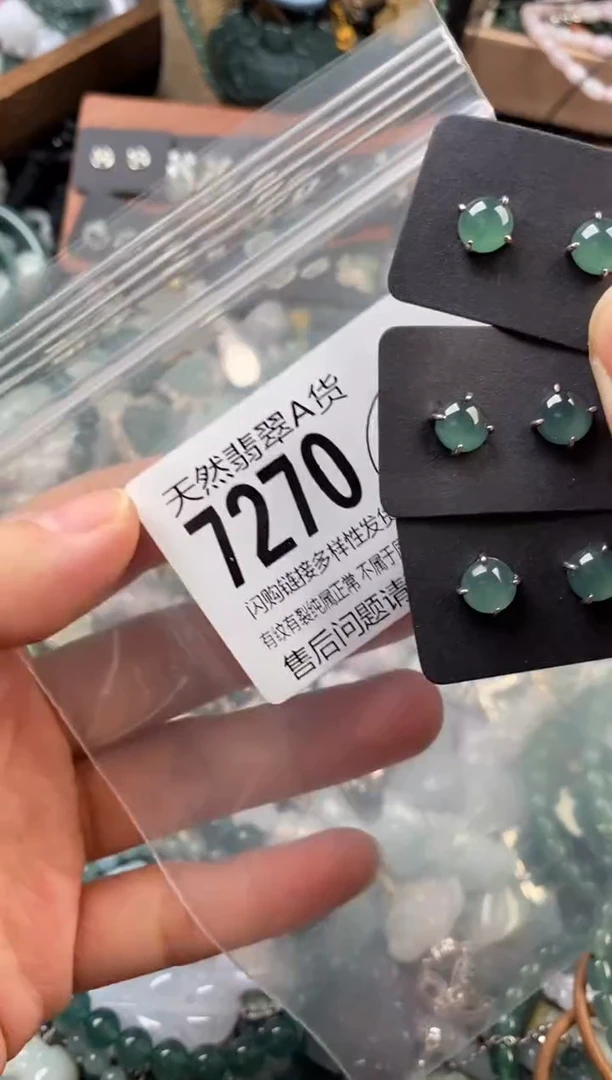 天然翡翠A货
7270
闪购链接多样性发货
有纹有裂纯属正常 不属于
售后问题请